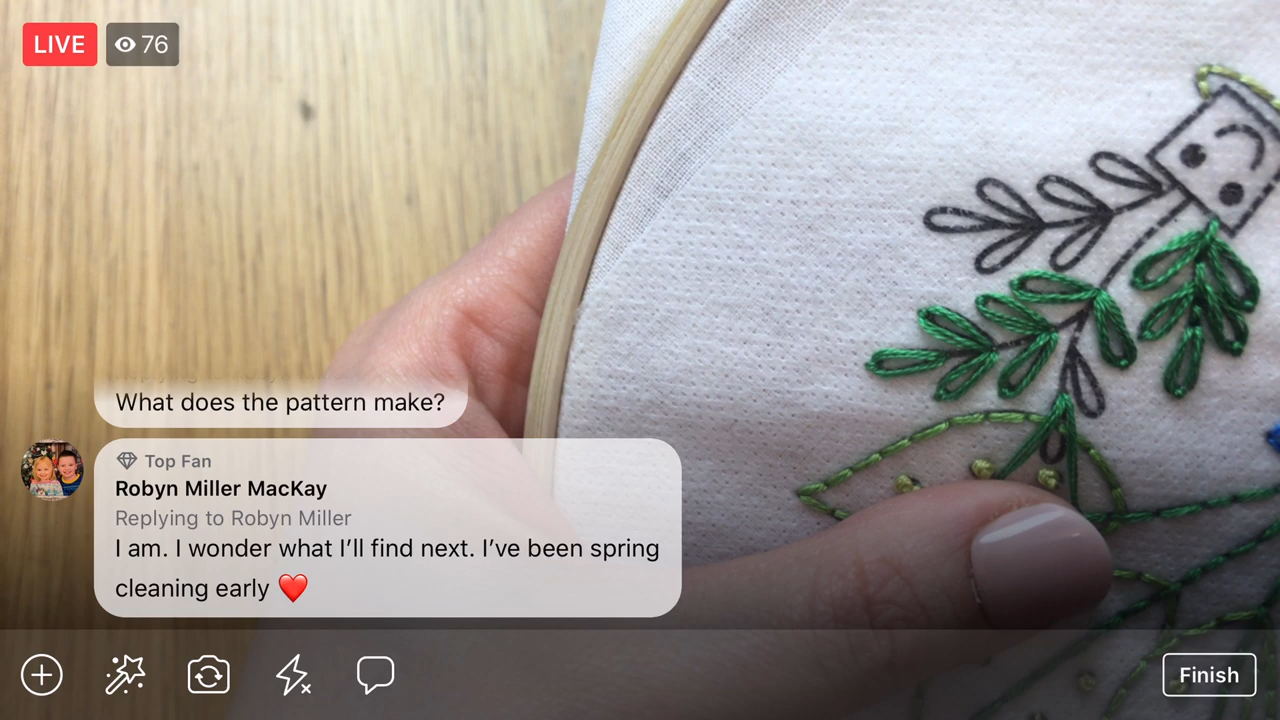 LIVE 76
What does the pattern make?
Top Fan
Robyn Miller MacKay
Replying to Robyn Miller
I am. I wonder what I’ll find next. I’ve been spring
cleaning early ❤️
Finish